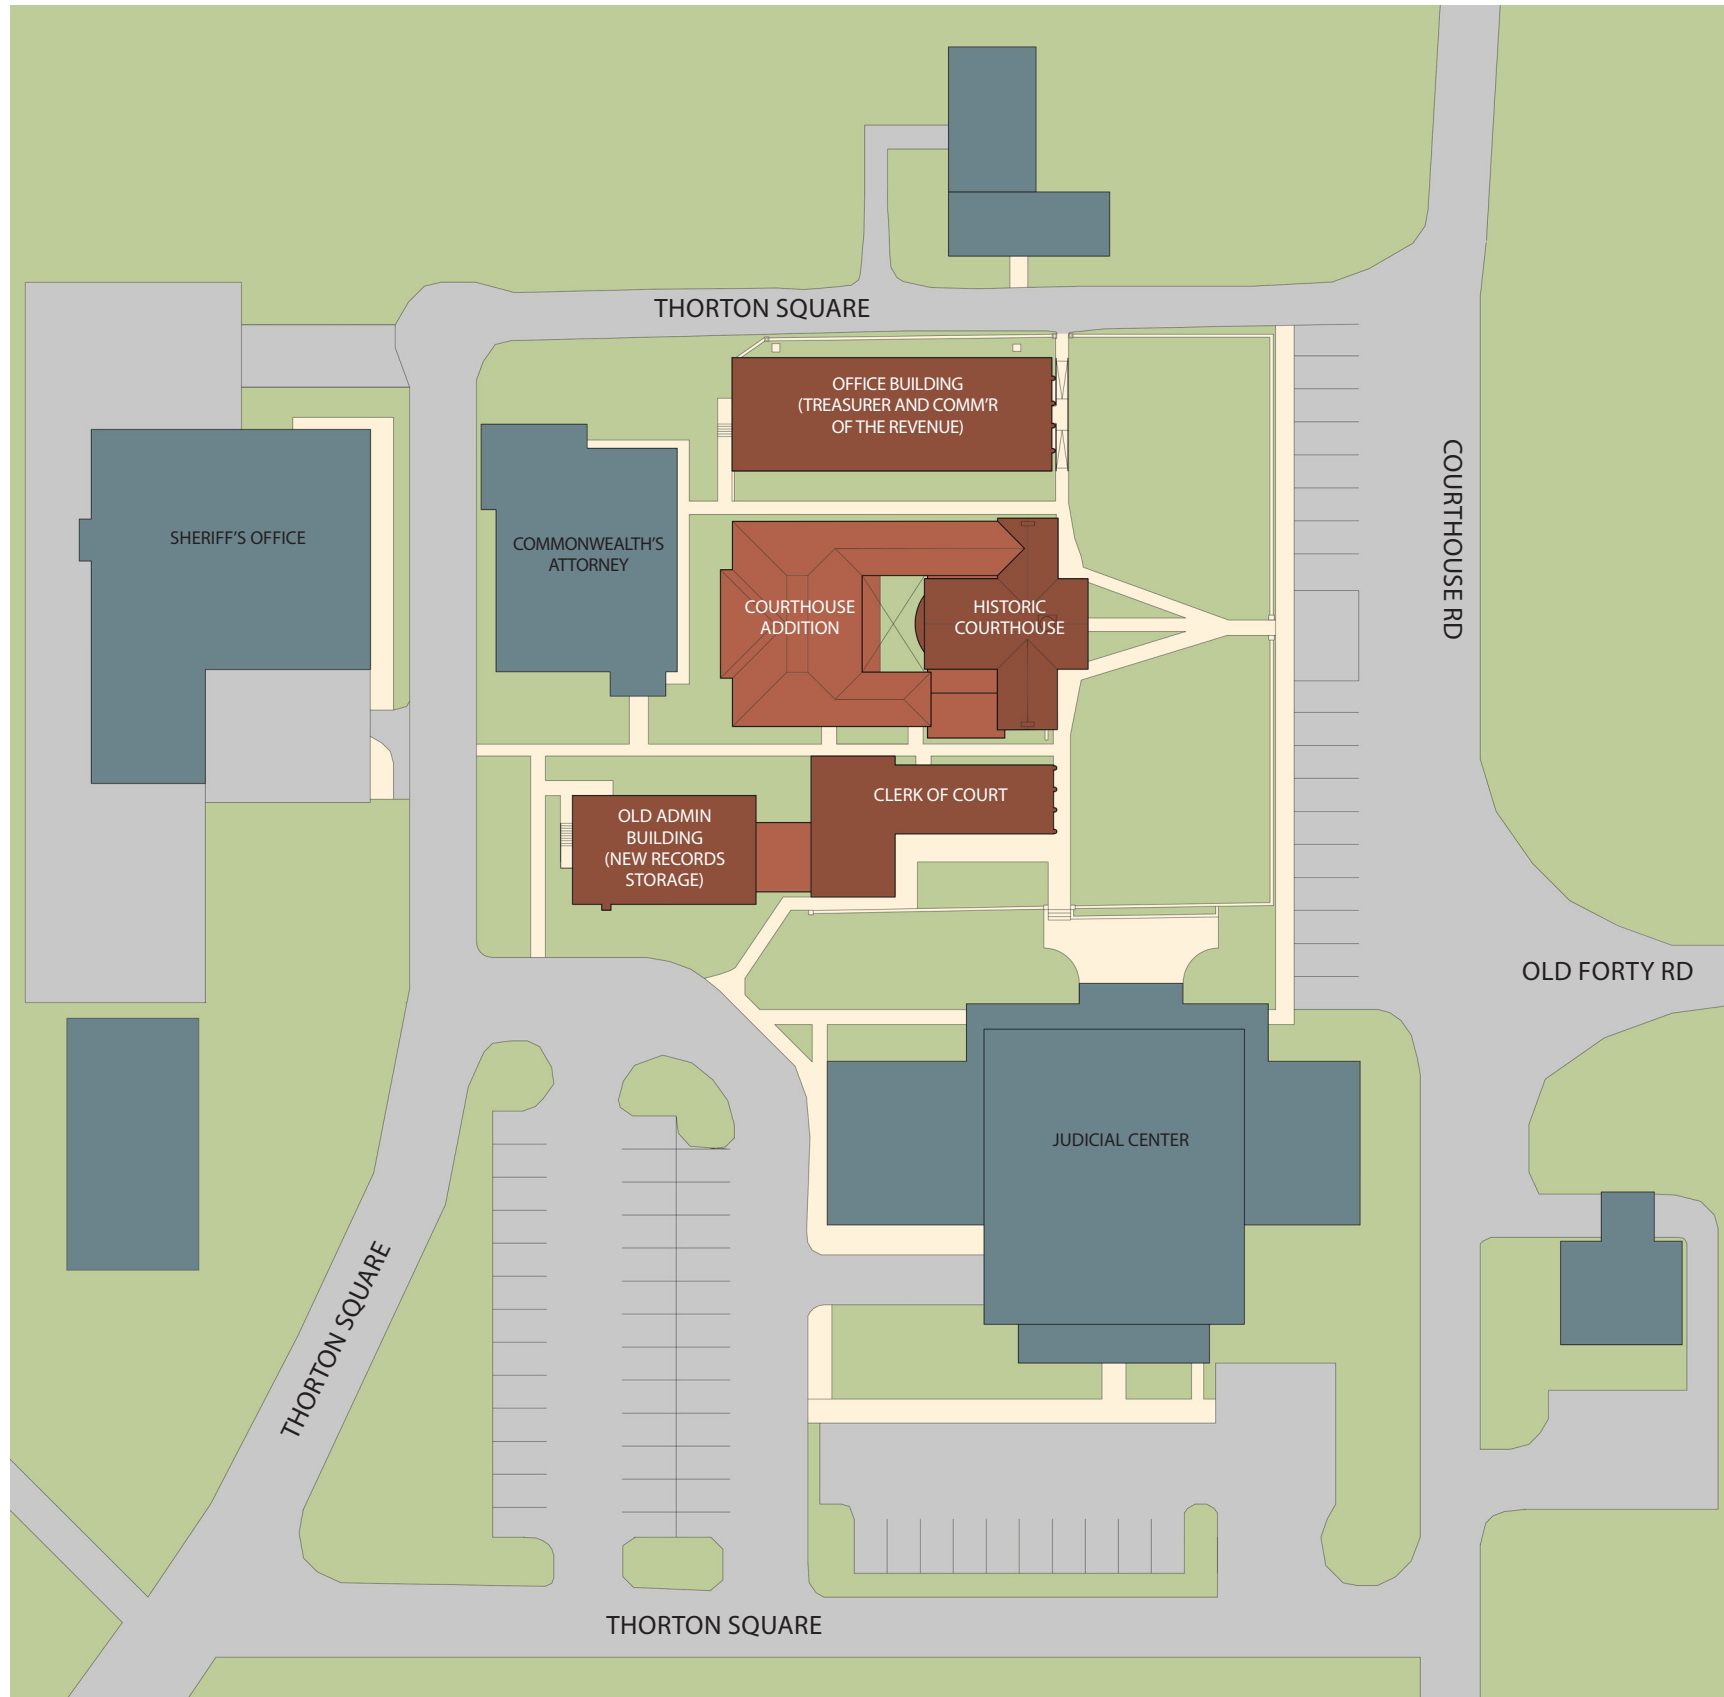 THORTON SQUARE
OFFICE BUILDING
(TREASURER AND COMM'R
OF THE REVENUE)
COURTHOUSE RD
SHERIFF'S OFFICE
COMMONWEALTH'S
ATTORNEY
COURTHOUSE
ADDITION
HISTORIC
COURTHOUSE
CLERK OF COURT
OLD ADMIN
BUILDING
(NEW RECORDS
STORAGE)
OLD FORTY RD
JUDICIAL CENTER
THORTON SQUARE
THORTON SQUARE